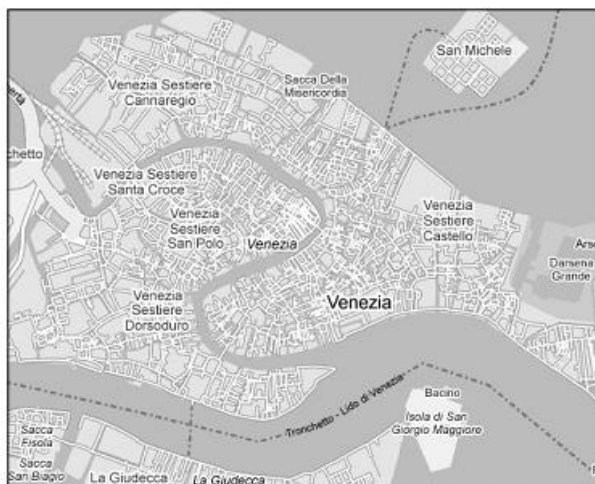 San Michele
Venezia Sestiere
Cannaregio
Sacca Della
Misericordia
ertà
chetto
Venezia Sestiere
Santa Croce
Venezia
Sestiere
San Polo
Venezia
Venezia
Sestiere
Castello
Arse
Darsena
Grande
Venezia
Sestiere
Dorsoduro
Venezia
Tronchetto - Lido di Venezia
Bacino
Isola di San
Giorgio Maggiore
Sacca
Fisola
Sacca
San Biagio
La Giudecca
La Giudecca